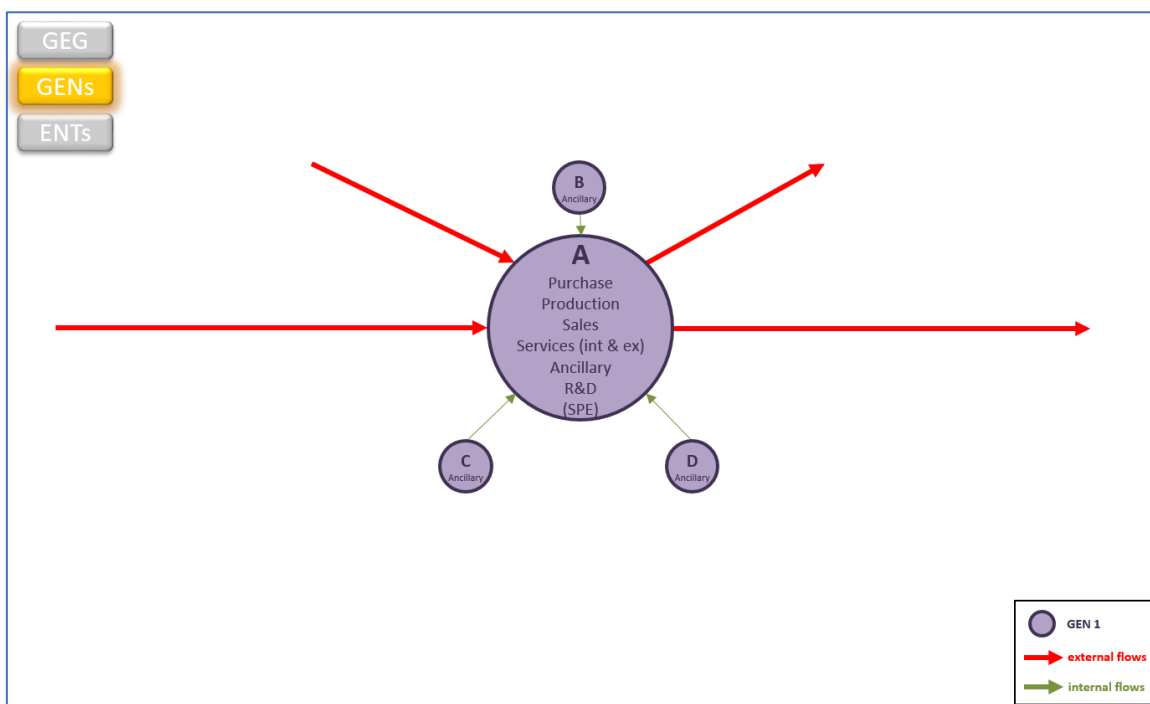 GEG
GENs
ENTs
B
Ancillary
A
Purchase
Production
Sales
Services (int & ex)
Ancillary
R&D
(SPE)
C
Ancillary
D
Ancillary
GEN 1
external flows
internal flows